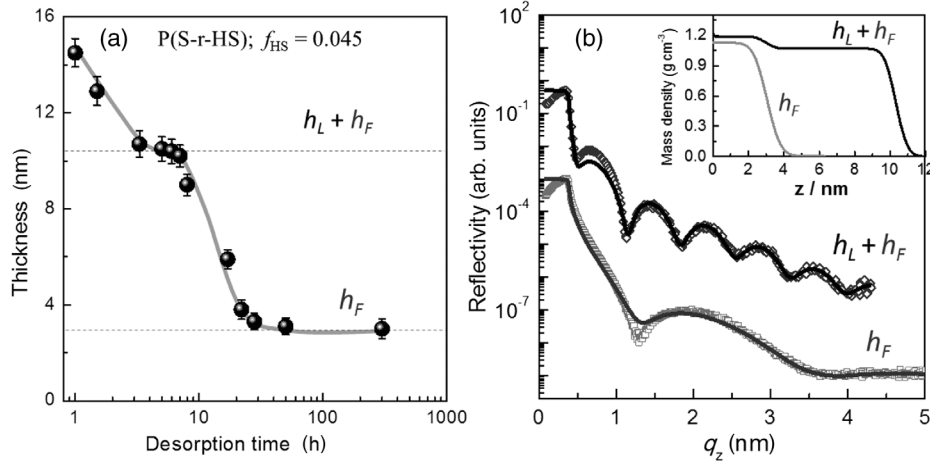 (a)
P(S-r-HS); fHS = 0.045
16
12
8
4
0
Thickness (nm)
hL + hF
hF
1
10
100
1000
Desorption time (h)
(b)
10-1
10-4
10-7
Reflectivity (arb. units)
hL + hF
hF
0
1
2
3
4
5
qz (nm)
1.2
0.9
0.6
0.3
0.0
Mass density (g cm-3)
hL + hF
hF
0
2
4
6
8
10
12
z / nm